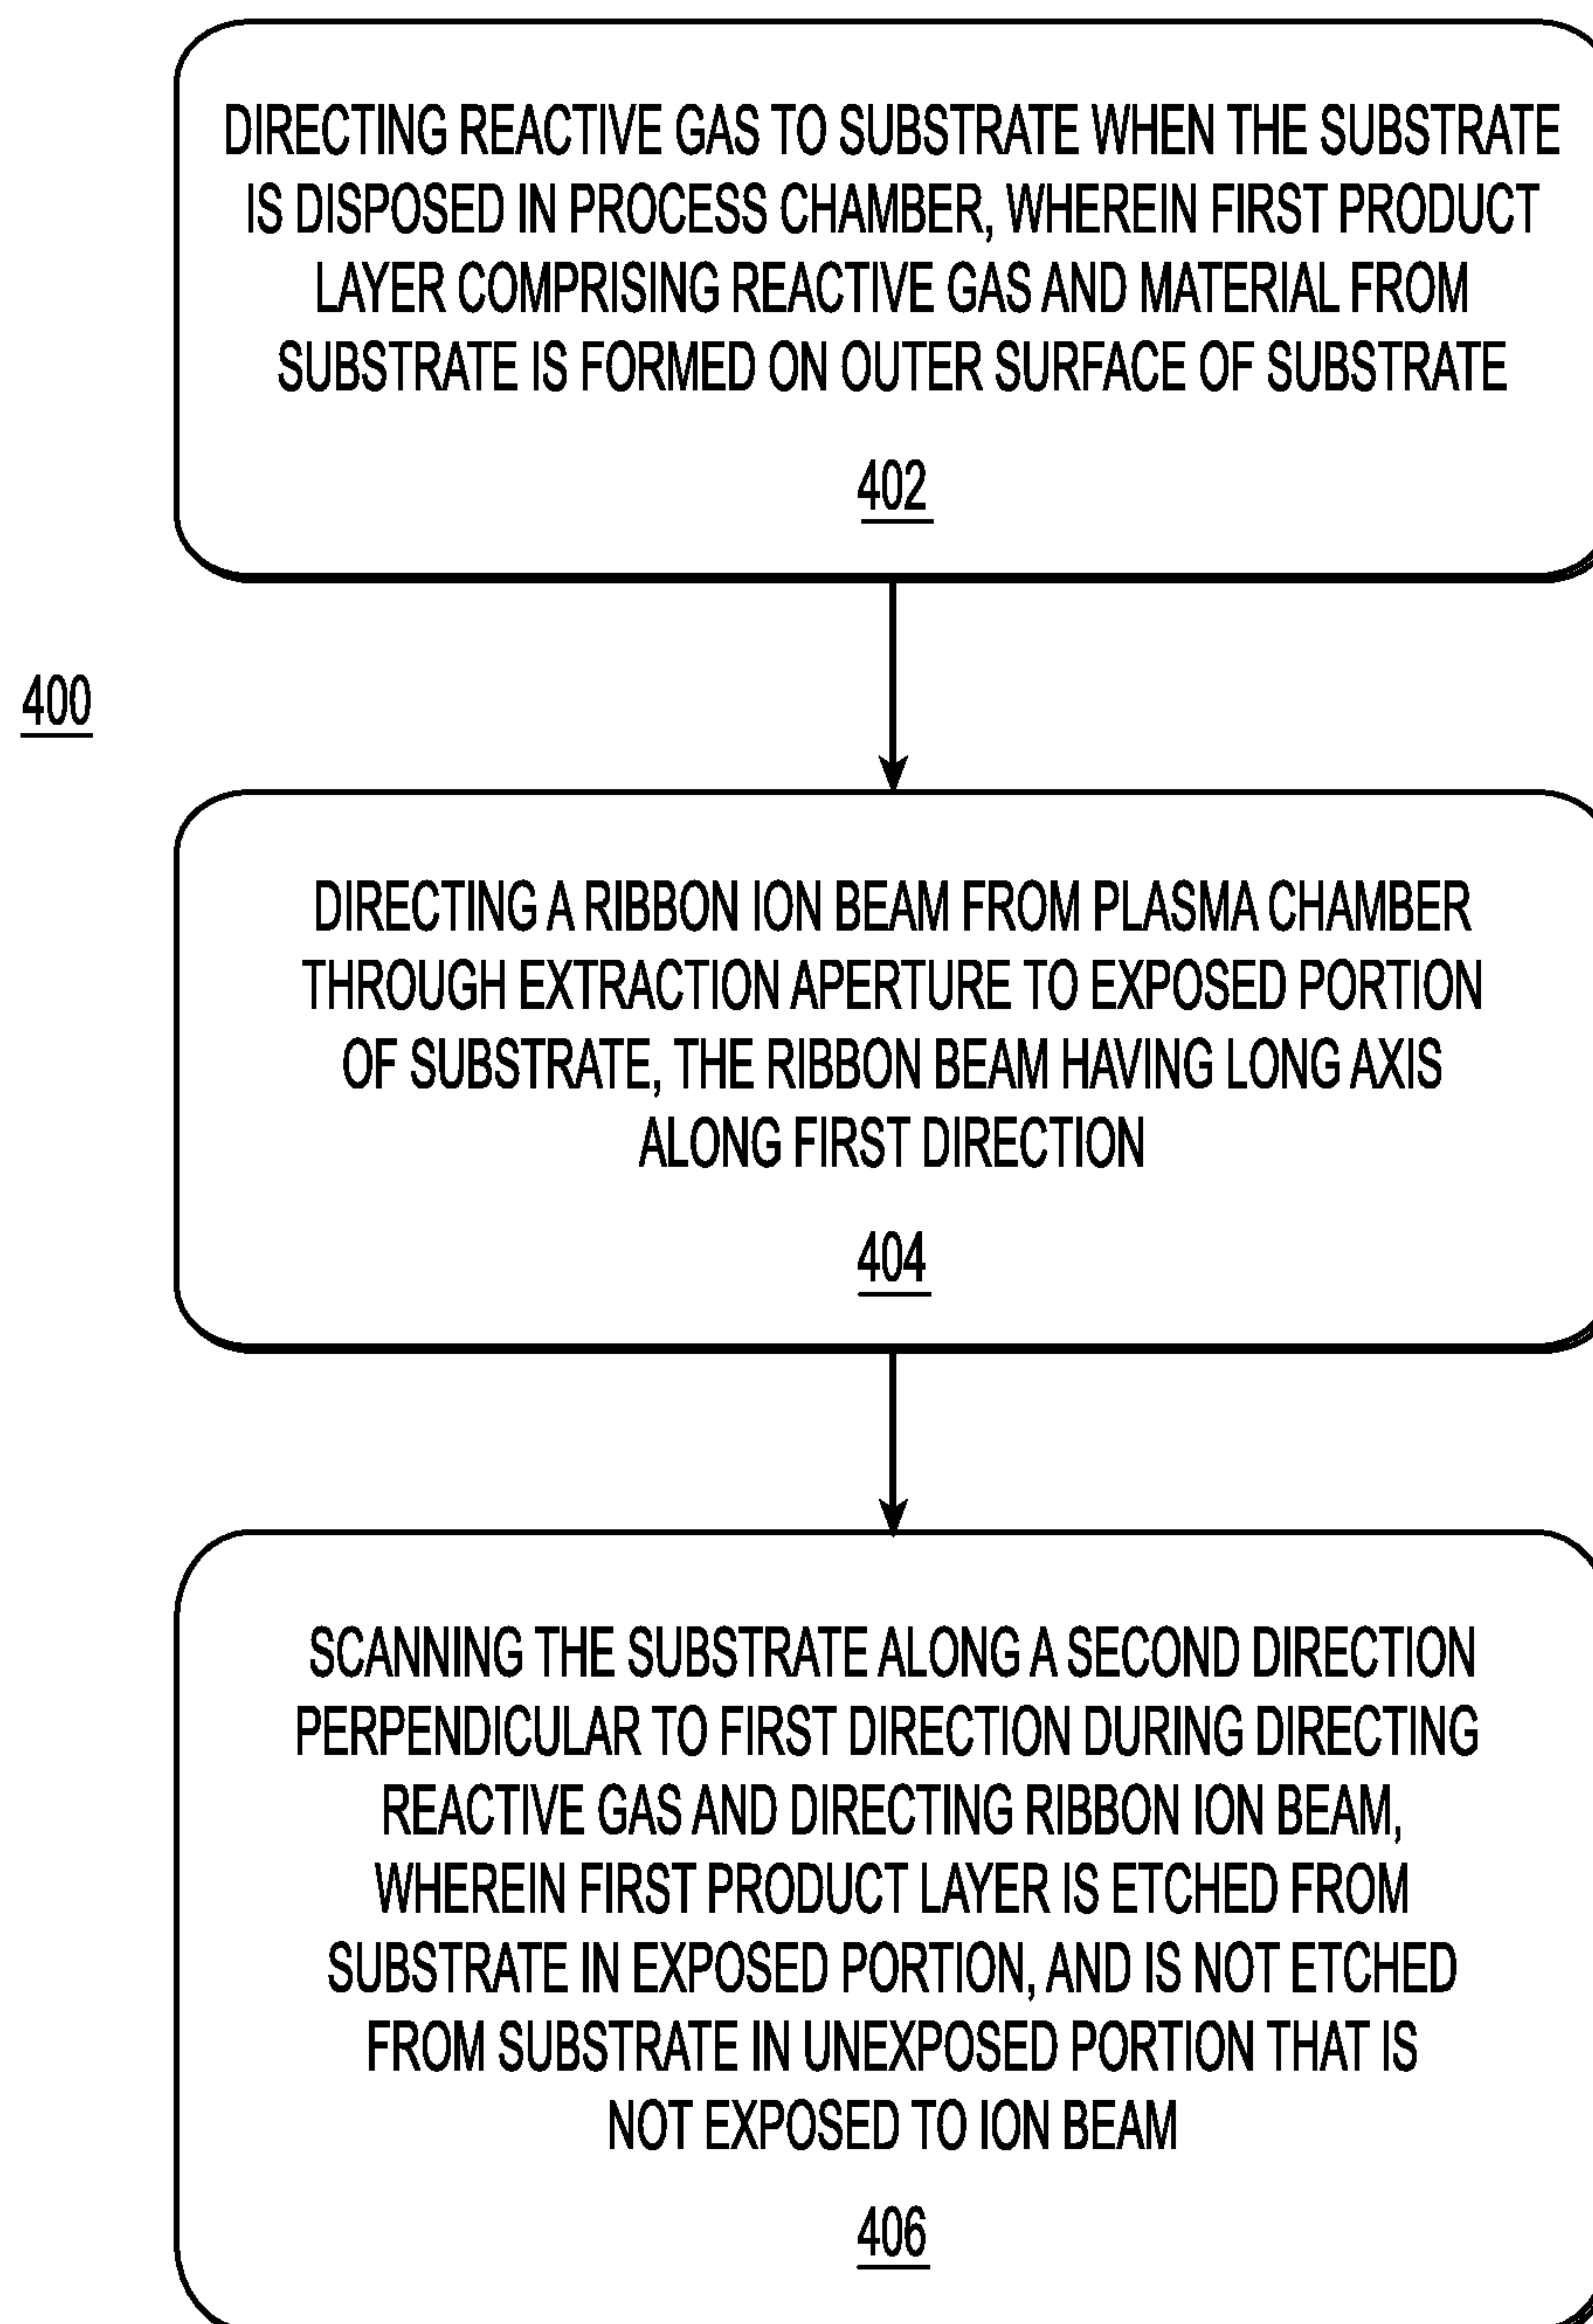 DIRECTING REACTIVE GAS TO SUBSTRATE WHEN THE SUBSTRATE
IS DISPOSED IN PROCESS CHAMBER, WHEREIN FIRST PRODUCT
LAYER COMPRISING REACTIVE GAS AND MATERIAL FROM
SUBSTRATE IS FORMED ON OUTER SURFACE OF SUBSTRATE
402
400
DIRECTING A RIBBON ION BEAM FROM PLASMA CHAMBER
THROUGH EXTRACTION APERTURE TO EXPOSED PORTION
OF SUBSTRATE, THE RIBBON BEAM HAVING LONG AXIS
ALONG FIRST DIRECTION
404
SCANNING THE SUBSTRATE ALONG A SECOND DIRECTION
PERPENDICULAR TO FIRST DIRECTION DURING DIRECTING
REACTIVE GAS AND DIRECTING RIBBON ION BEAM,
WHEREIN FIRST PRODUCT LAYER IS ETCHED FROM
SUBSTRATE IN EXPOSED PORTION, AND IS NOT ETCHED
FROM SUBSTRATE IN UNEXPOSED PORTION THAT IS
NOT EXPOSED TO ION BEAM
406